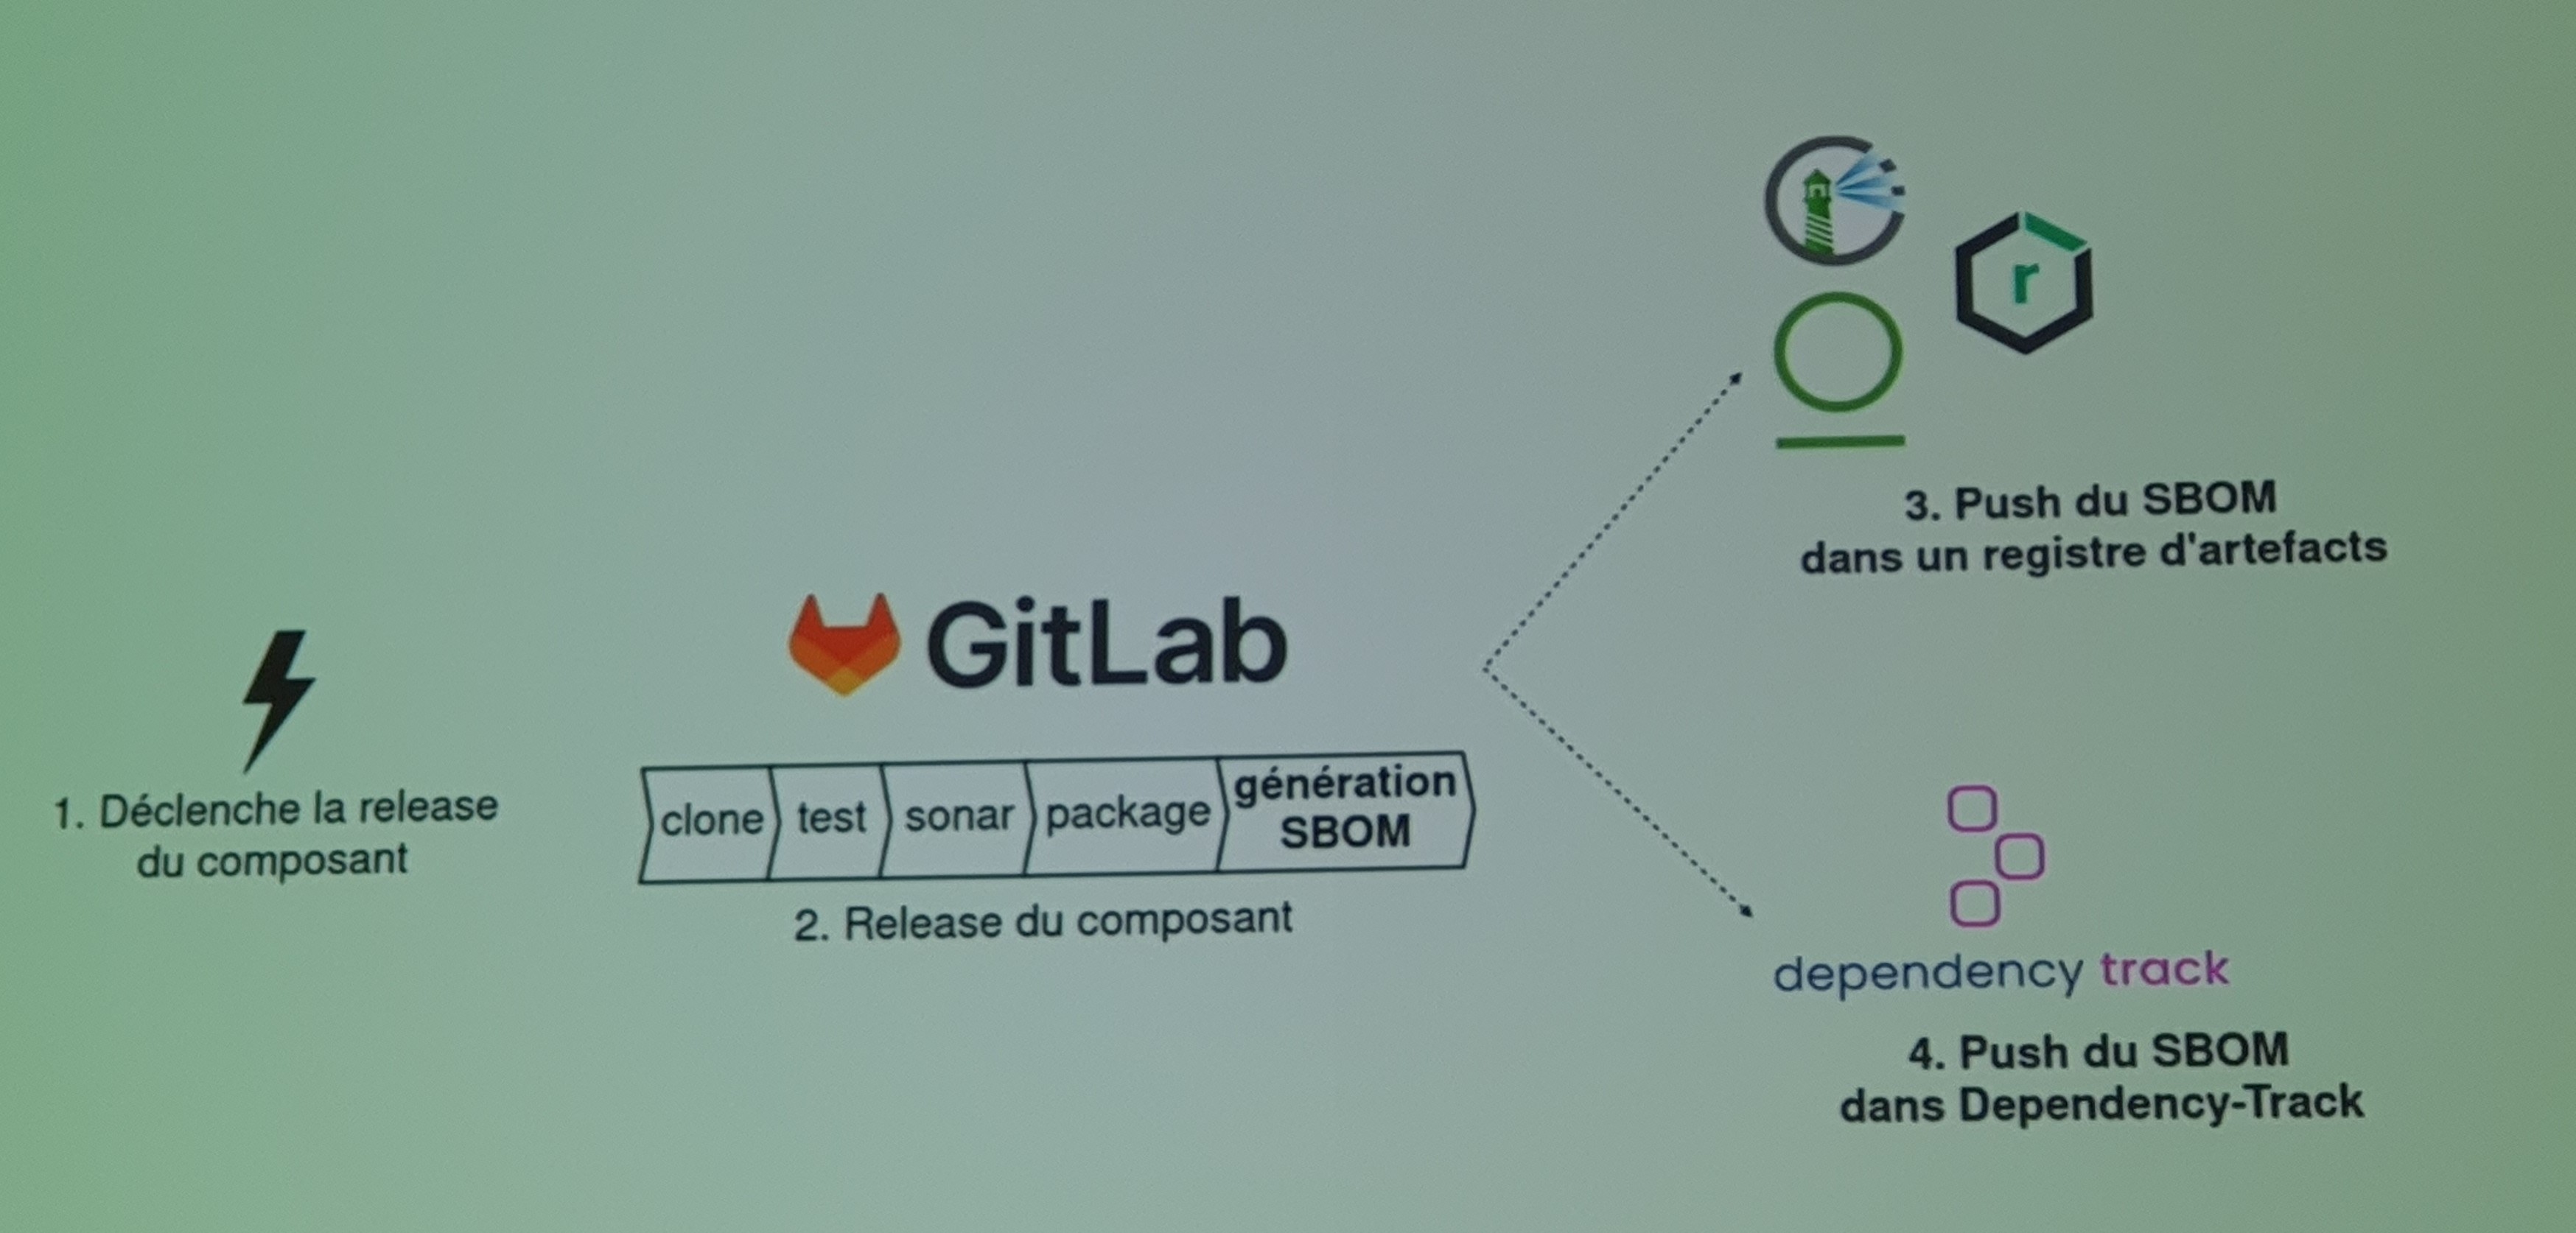 1. Déclenche la release
du composant
GitLab
clone test sonar package génération
SBOM
2. Release du composant
r
3. Push du SBOM
dans un registre d'artefacts
dependency track
4. Push du SBOM
dans Dependency-Track